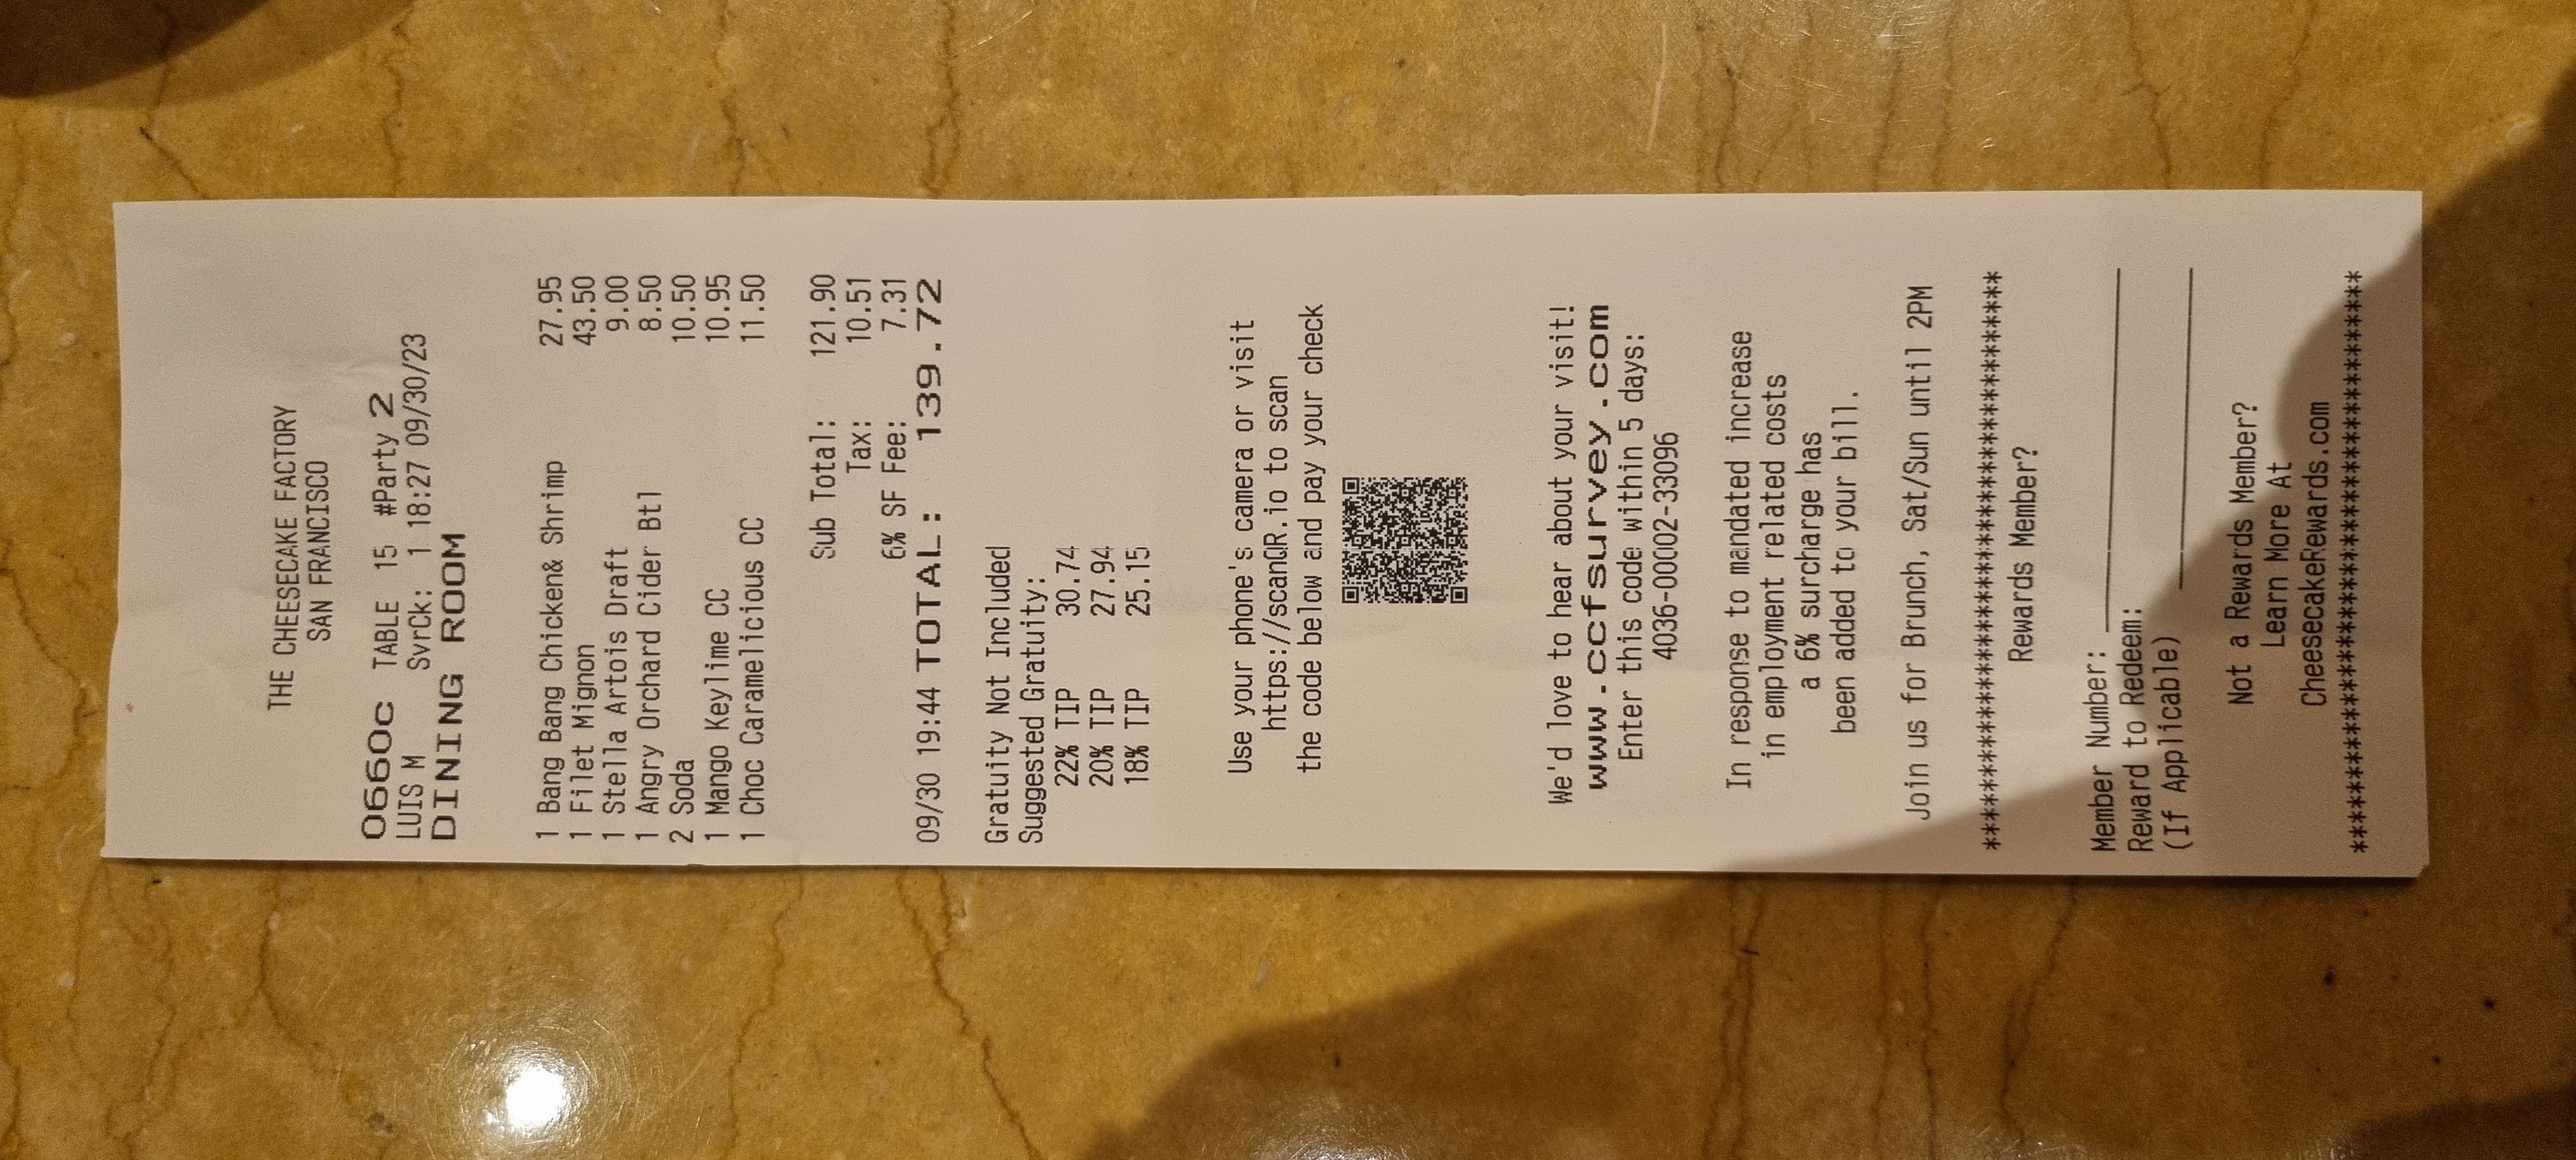 THE CHEESECAKE FACTORY
SAN FRANCISCO
0660c TABLE 15 #Party 2
LUIS M SvrCk: 1 18:27 09/30/23
DINING ROOM
1 Bang Bang Chicken& Shrimp 27.95
1 Filet Mignon 43.50
1 Stella Artois Draft 9.00
1 Angry Orchard Cider Btl 8.50
2 Soda 10.50
1 Mango Keylime CC 10.95
1 Choc Caramelicious CC 11.50
Sub Total: 121.90
Tax: 10.51
6% SF Fee: 7.31
09/30 19:44 TOTAL: 139.72
Gratuity Not Included
Suggested Gratuity:
22% TIP 30.74
20% TIP 27.94
18% TIP 25.15
Use your phone's camera or visit
https://scanQR.io to scan
the code below and pay your check
We'd love to hear about your visit!
www.ccfsurvey.com
Enter this code within 5 days:
4036-00002-33096
In response to mandated increase
in employment related costs
a 6% surcharge has
been added to your bill.
Join us for Brunch, Sat/Sun until 2PM
***********************************
Rewards Member?
Member Number: ______________
Reward to Redeem:
(If Applicable) ______________
Not a Rewards Member?
Learn More At
CheesecakeRewards.com
***********************************